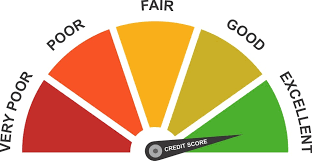 VERY POOR
POOR
FAIR
GOOD
EXCELLENT
CREDIT SCORE